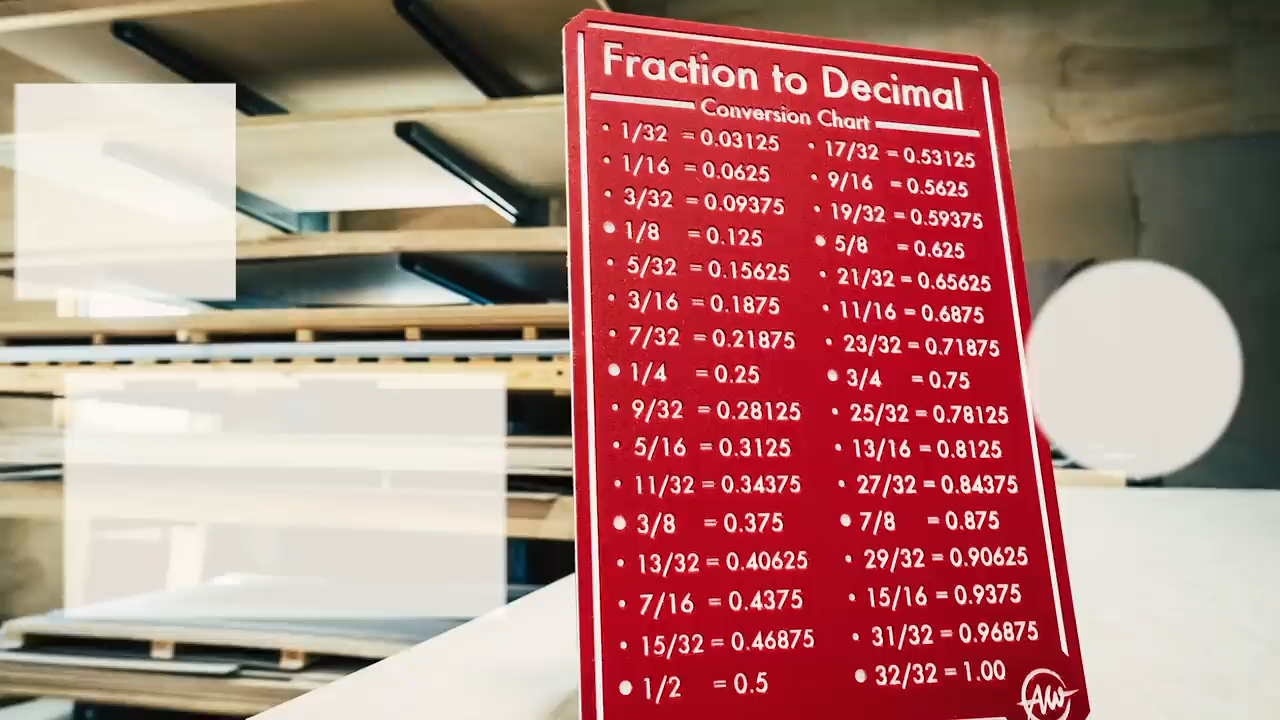 Fraction to Decimal
Conversion Chart
• 1/32 = 0.03125
• 1/16 = 0.0625
• 3/32 = 0.09375
• 1/8 = 0.125
• 5/32 = 0.15625
• 3/16 = 0.1875
• 7/32 = 0.21875
• 1/4 = 0.25
• 9/32 = 0.28125
• 5/16 = 0.3125
• 11/32 = 0.34375
• 3/8 = 0.375
• 13/32 = 0.40625
• 7/16 = 0.4375
• 15/32 = 0.46875
• 1/2 = 0.5
• 17/32 = 0.53125
• 9/16 = 0.5625
• 19/32 = 0.59375
• 5/8 = 0.625
• 21/32 = 0.65625
• 11/16 = 0.6875
• 23/32 = 0.71875
• 3/4 = 0.75
• 25/32 = 0.78125
• 13/16 = 0.8125
• 27/32 = 0.84375
• 7/8 = 0.875
• 29/32 = 0.90625
• 15/16 = 0.9375
• 31/32 = 0.96875
• 32/32 = 1.00
AW